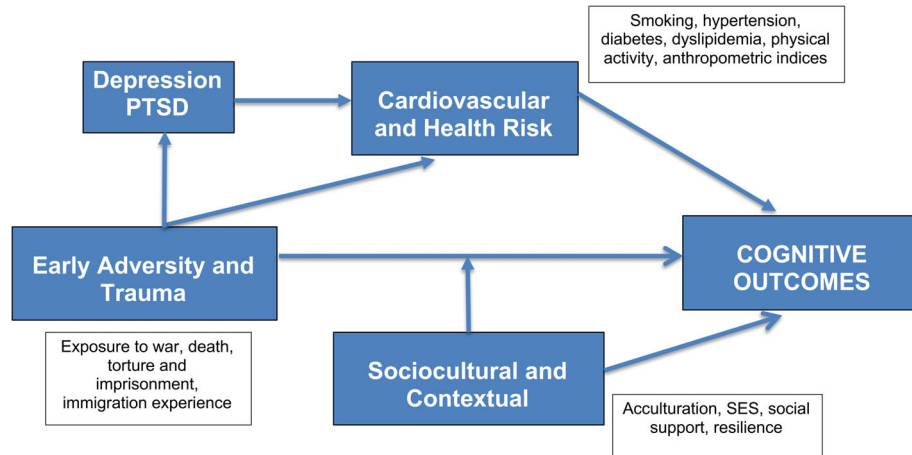 Smoking, hypertension,
diabetes, dyslipidemia, physical
activity, anthropometric indices
Depression
PTSD
Cardiovascular
and Health Risk
Early Adversity and
Trauma
COGNITIVE
OUTCOMES
Exposure to war, death,
torture and
imprisonment,
immigration experience
Sociocultural and
Contextual
Acculturation, SES, social
support, resilience